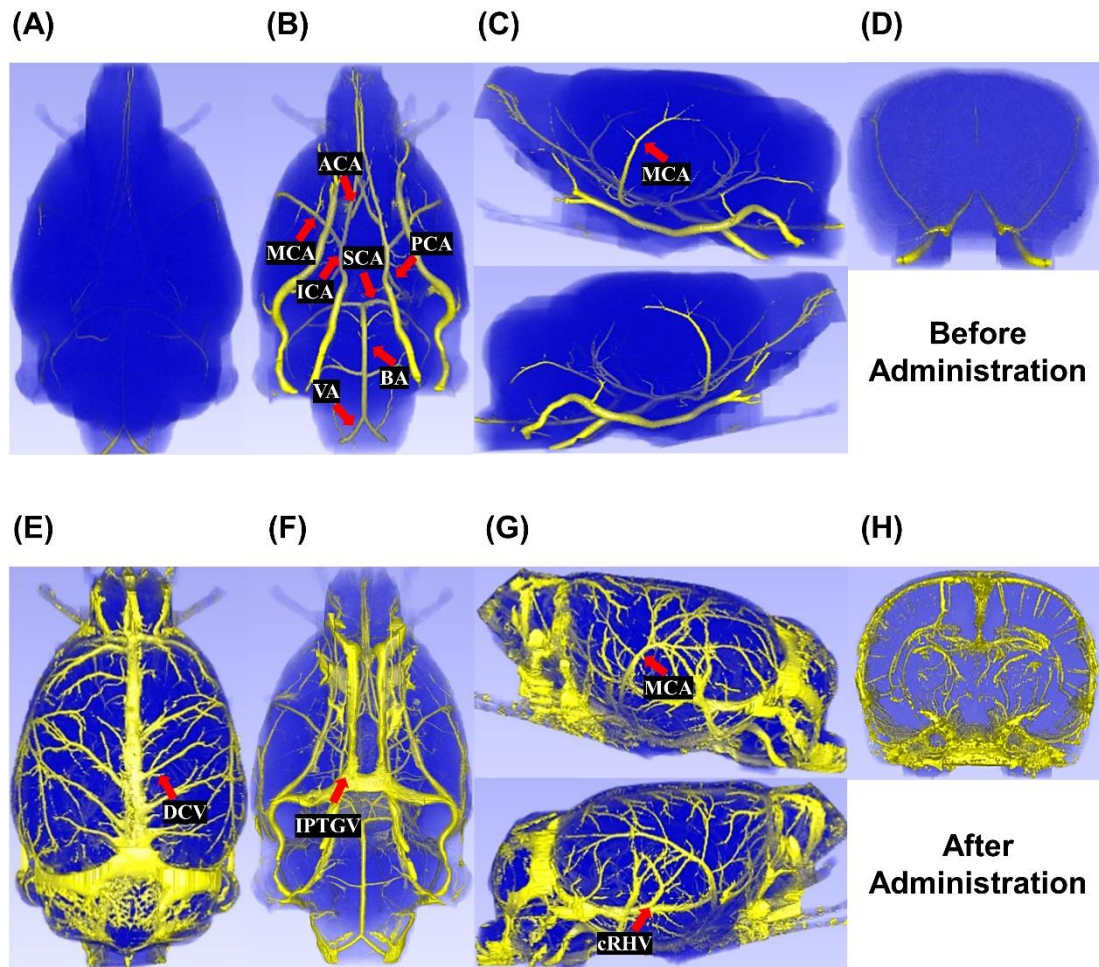 (A)
(B)
(C)
(D)
ACA
MCA
MCA
SCA
PCA
ICA
VA
BA
Before
Administration
(E)
(F)
(G)
(H)
MCA
DCV
IPTGV
cRHV
After
Administration